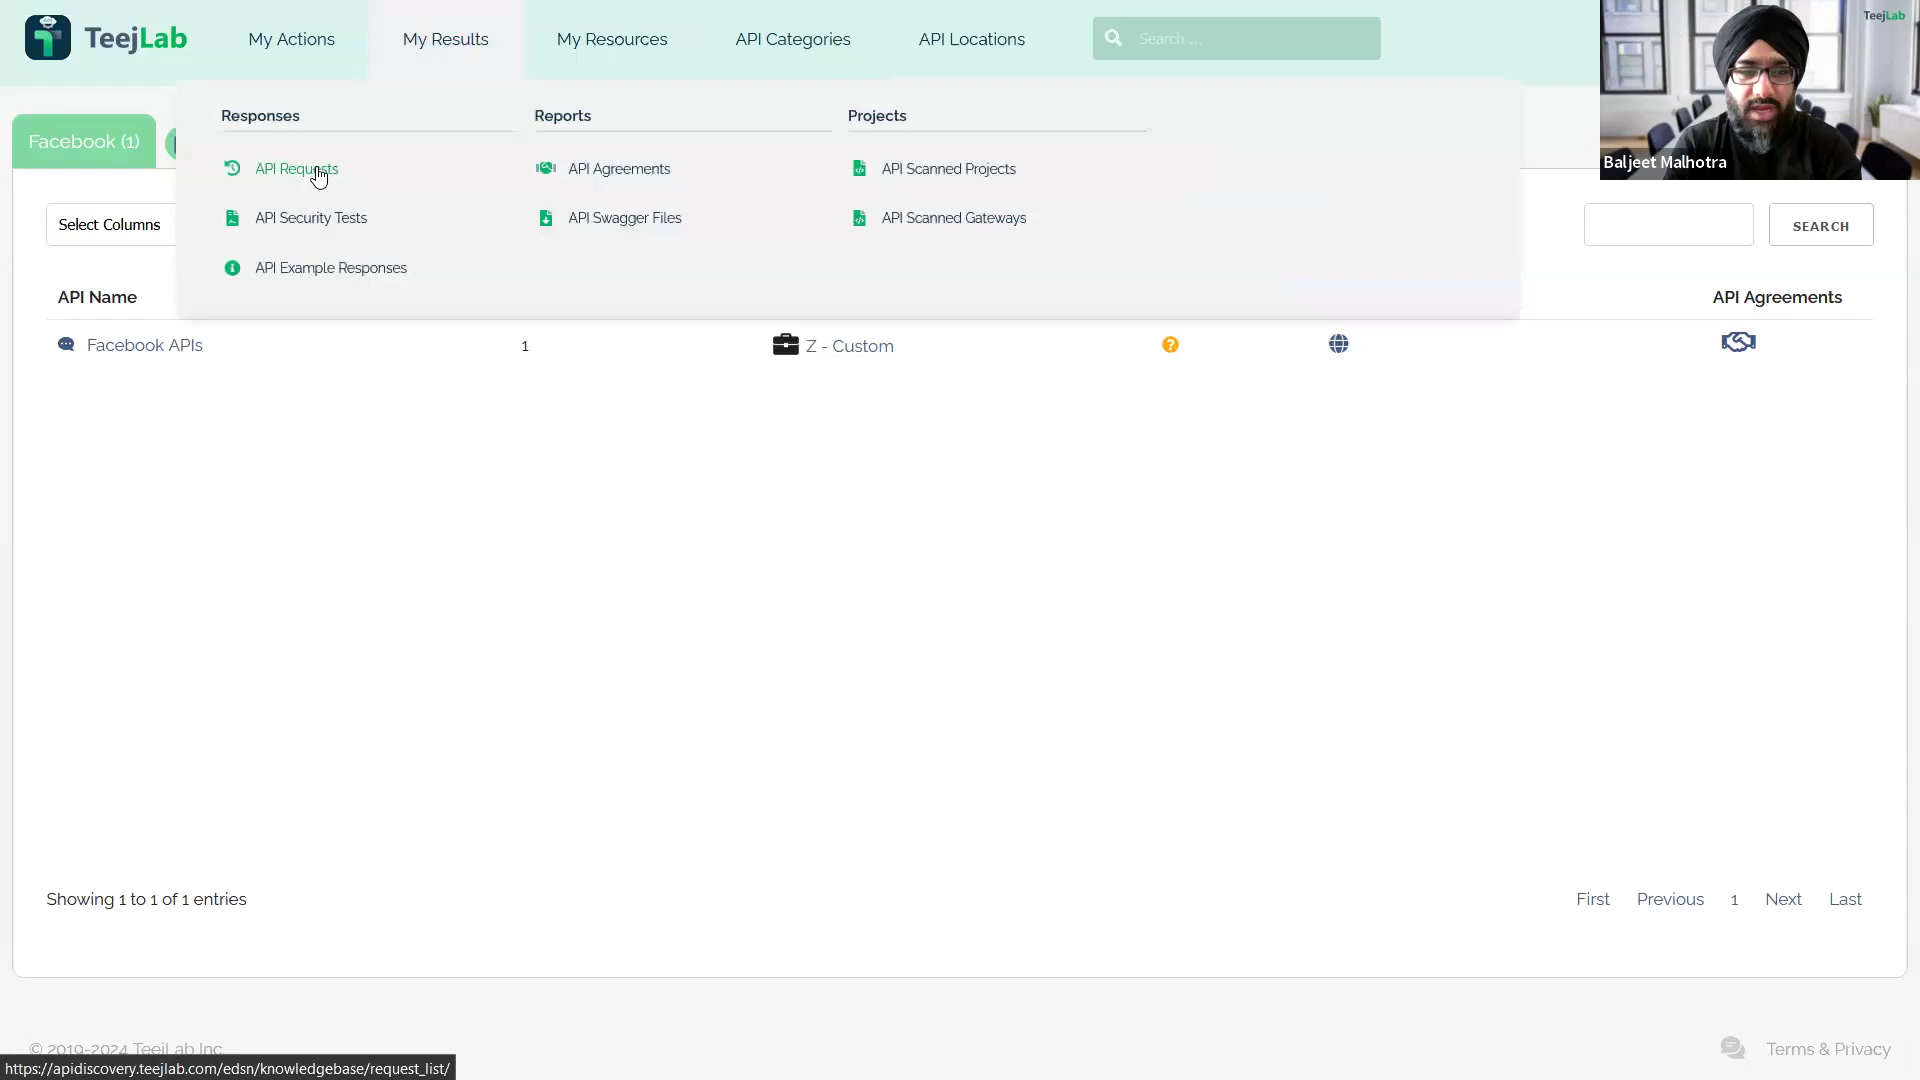 TeejLab
My Actions
My Results
My Resources
API Categories
API Locations
Search ...
TeejLab
Baljeet Malhotra
Responses
Reports
Projects
Facebook (1)
API Requests
API Agreements
API Scanned Projects
API Security Tests
API Swagger Files
API Scanned Gateways
API Example Responses
Select Columns
SEARCH
API Name
API Agreements
Facebook APIs
1
Z - Custom
Showing 1 to 1 of 1 entries
First
Previous
1
Next
Last
© 2019-2024 TeejLab Inc.
Terms & Privacy
https://apidiscovery.teejlab.com/edsn/knowledgebase/request_list/